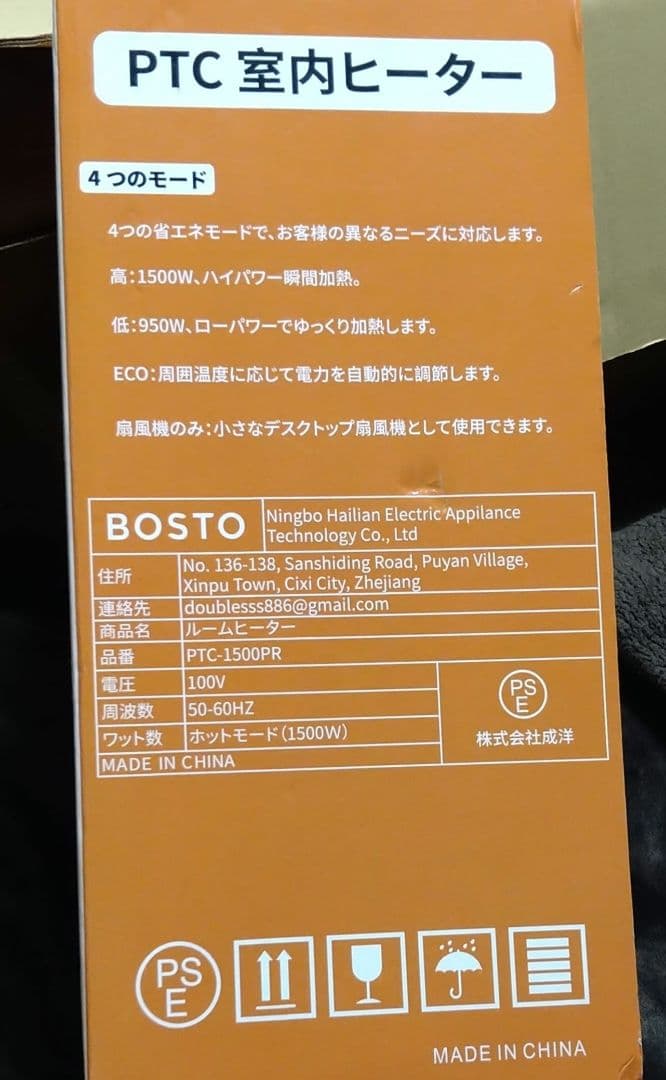 PTC 室内ヒーター
4 つのモード
4つの省エネモードで、お客様の異なるニーズに対応します。
高：1500W、ハイパワー瞬間加熱。
低：950W、ローパワーでゆっくり加熱します。
ECO：周囲温度に応じて電力を自動的に調節します。
扇風機のみ：小さなデスクトップ扇風機として使用できます。
BOSTO
Ningbo Hailian Electric Appilance
Technology Co., Ltd
住所
No. 136-138, Sanshiding Road, Puyan Village,
Xinpu Town, Cixi City, Zhejiang
連絡先 doublesss886@gmail.com
商品名 ルームヒーター
品番 PTC-1500PR
電圧 100V
周波数 50-60HZ
ワット数 ホットモード（1500W）
MADE IN CHINA
PS
E
株式会社成洋
PS
E
MADE IN CHINA